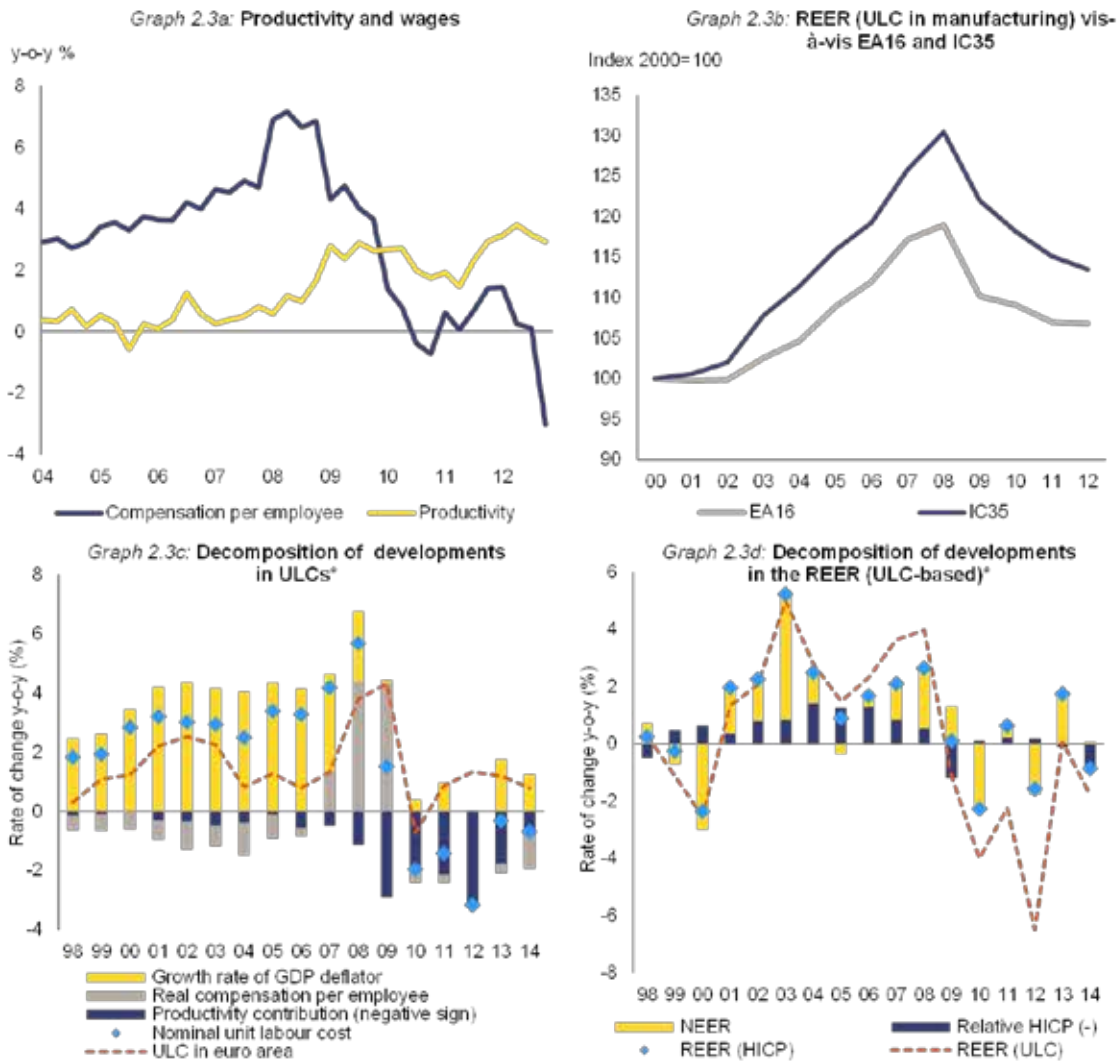 Graph 2.3a: Productivity and wages
y-o-y %
8
6
4
2
0
-2
-4
04 05 06 07 08 09 10 11 12
Compensation per employee Productivity
Graph 2.3b: REER (ULC in manufacturing) vis-
à-vis EA16 and IC35
Index 2000=100
135
130
125
120
115
110
105
100
95
90
00 01 02 03 04 05 06 07 08 09 10 11 12
EA16 IC35
Graph 2.3c: Decomposition of developments
in ULCs*
Rate of change y-o-y (%)
8
6
4
2
0
-2
-4
98 99 00 01 02 03 04 05 06 07 08 09 10 11 12 13 14
Growth rate of GDP deflator
Real compensation per employee
Productivity contribution (negative sign)
Nominal unit labour cost
ULC in euro area
Graph 2.3d: Decomposition of developments
in the REER (ULC-based)*
Rate of change y-o-y (%)
6
4
2
0
-2
-4
-6
-8
98 99 00 01 02 03 04 05 06 07 08 09 10 11 12 13 14
NEER Relative HICP (-)
REER (HICP) REER (ULC)